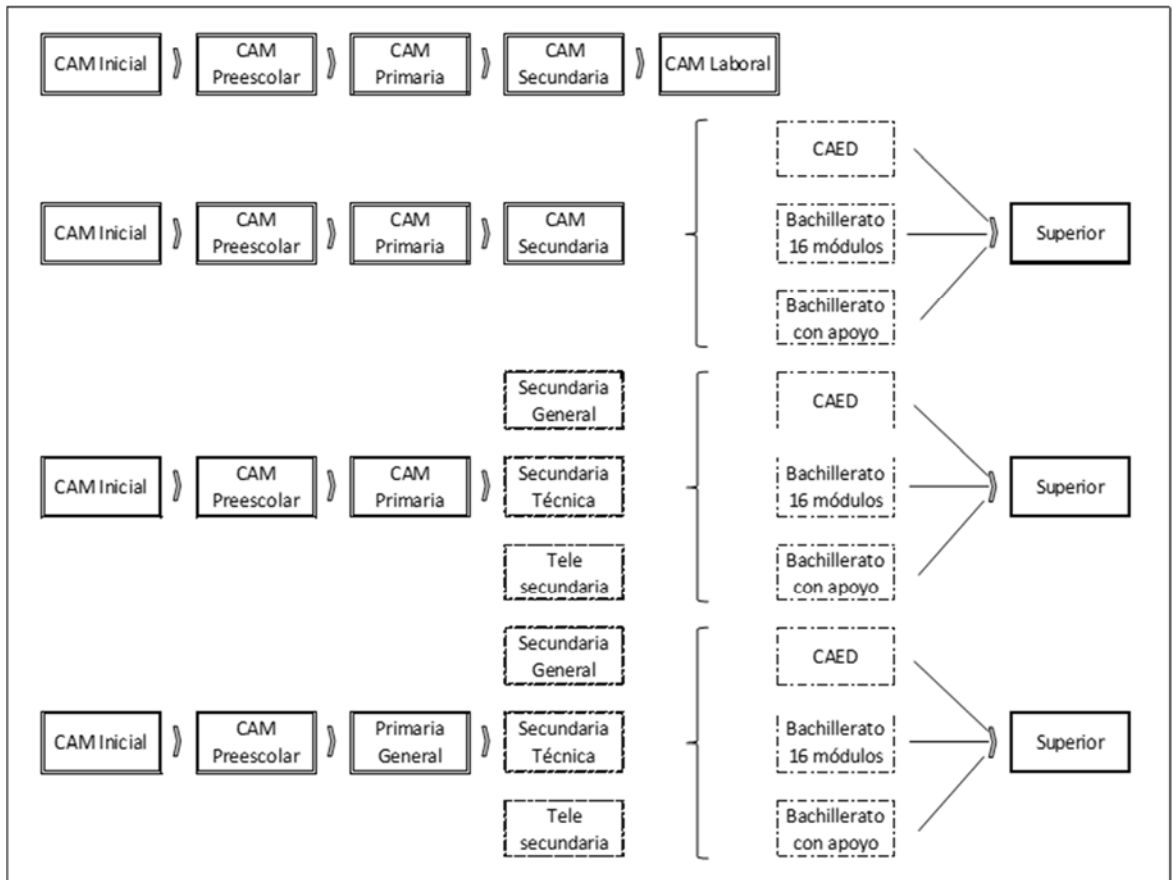 CAM Inicial
CAM
Preescolar
CAM
Primaria
CAM
Secundaria
CAM Laboral
CAM Inicial
CAM
Preescolar
CAM
Primaria
CAM
Secundaria
CAED
Bachillerato
16 módulos
Bachillerato
con apoyo
Superior
CAM Inicial
CAM
Preescolar
CAM
Primaria
Secundaria
General
Secundaria
Técnica
Tele
secundaria
CAED
Bachillerato
16 módulos
Bachillerato
con apoyo
Superior
CAM Inicial
CAM
Preescolar
Primaria
General
Secundaria
General
Secundaria
Técnica
Tele
secundaria
CAED
Bachillerato
16 módulos
Bachillerato
con apoyo
Superior